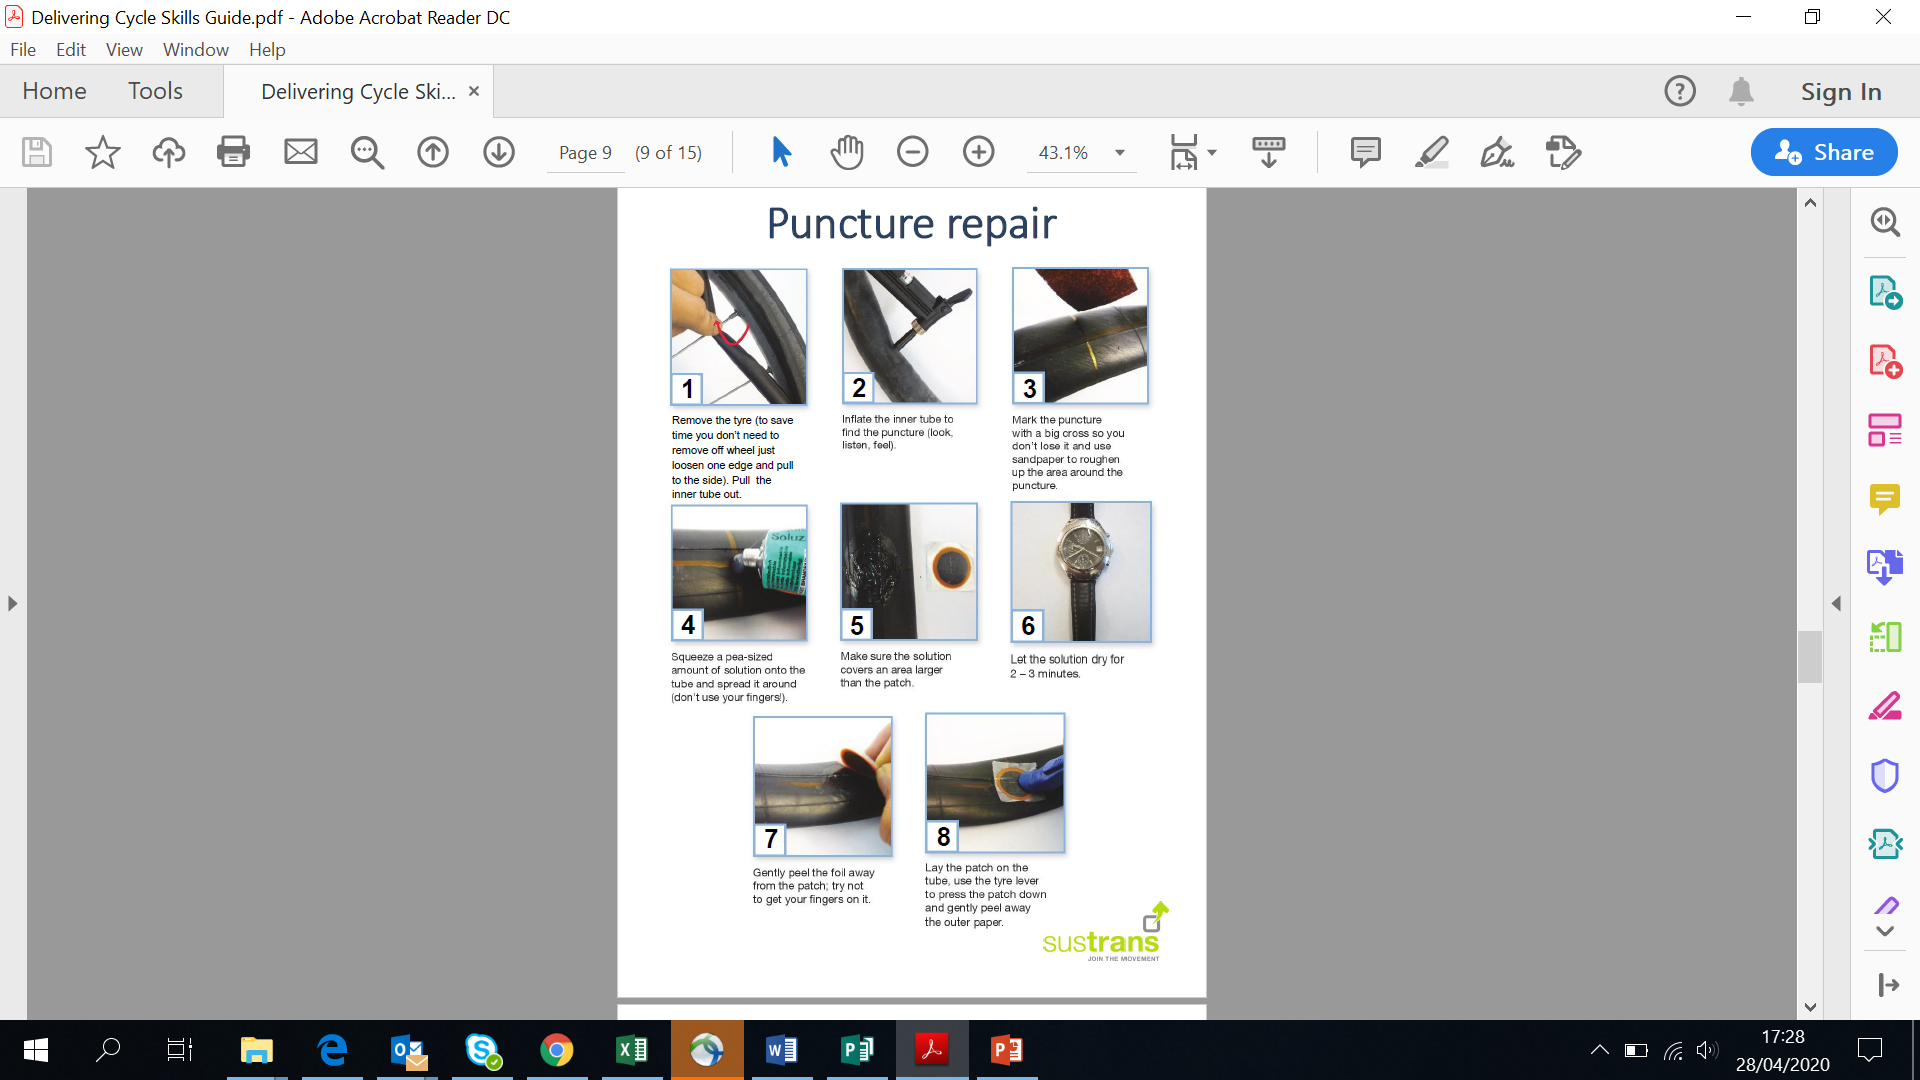 Delivering Cycle Skills Guide.pdf - Adobe Acrobat Reader DC
File Edit View Window Help
Home Tools Delivering Cycle Ski... × Sign In
Page 9 (9 of 15) 43.1% Share
Puncture repair
1
2
3
Remove the tyre (to save
time you don't need to
remove off wheel just
loosen one edge and pull
to the side). Pull the
inner tube out.
Inflate the inner tube to
find the puncture (look,
listen, feel).
Mark the puncture
with a big cross so you
don't lose it and use
sandpaper to roughen
up the area around the
puncture.
Soluz
4
5
6
Squeeze a pea-sized
amount of solution onto the
tube and spread it around
(don't use your fingers!).
Make sure the solution
covers an area larger
than the patch.
Let the solution dry for
2 – 3 minutes.
7
8
Gently peel the foil away
from the patch; try not
to get your fingers on it.
Lay the patch on the
tube, use the tyre lever
to press the patch down
and gently peel away
the outer paper.
sustrans
JOIN THE MOVEMENT
17:28
28/04/2020